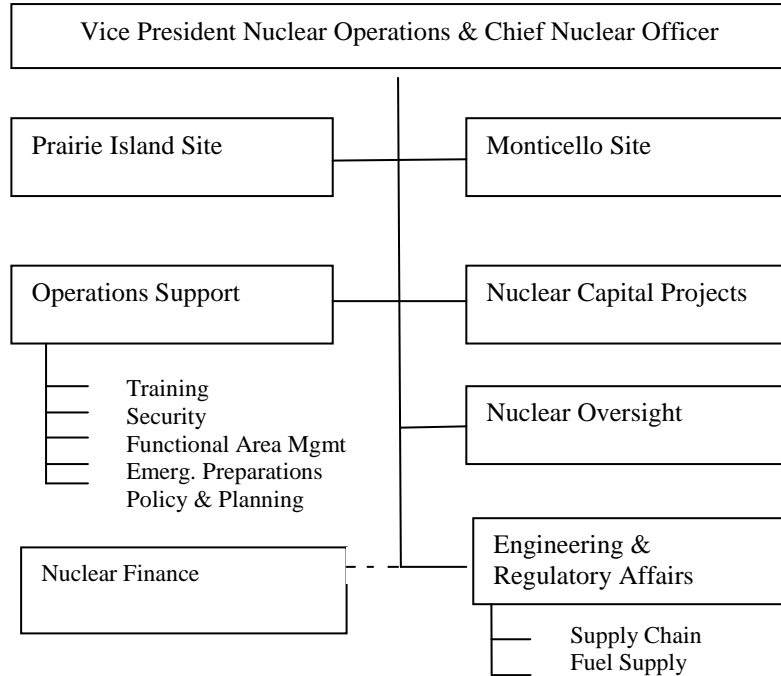 Vice President Nuclear Operations & Chief Nuclear Officer
Prairie Island Site
Monticello Site
Operations Support
Nuclear Capital Projects
Training
Security
Functional Area Mgmt
Emerg. Preparations
Policy & Planning
Nuclear Oversight
Nuclear Finance
Engineering &
Regulatory Affairs
Supply Chain
Fuel Supply